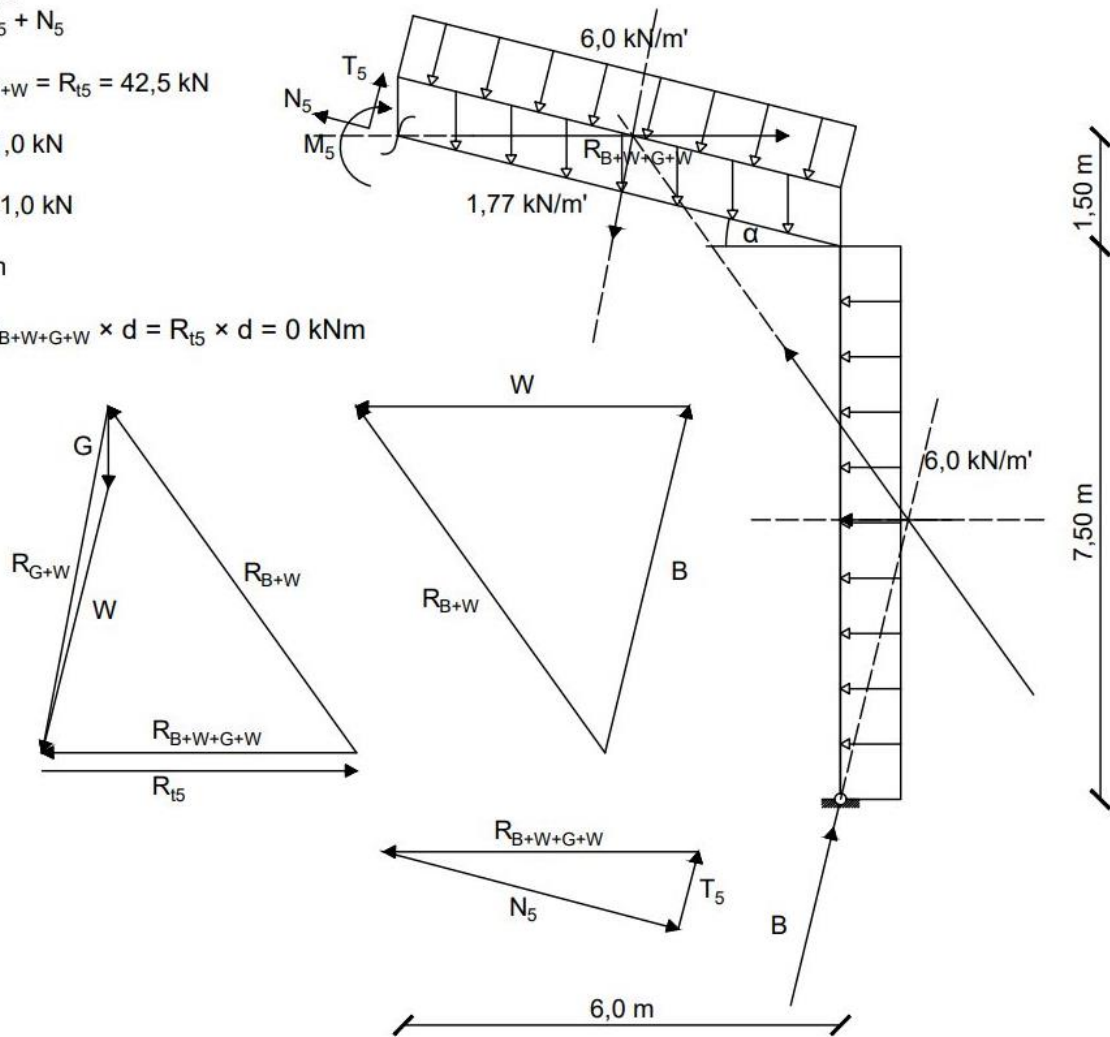 ₅ + N₅
₊W = Rt5 = 42,5 kN
,0 kN
1,0 kN
B+W+G+W × d = Rt5 × d = 0 kNm
T₅
N₅
M₅
6,0 kN/m'
RB+W+G+W
1,77 kN/m'
α
1,50 m
7,50 m
6,0 kN/m'
G
RG+W
W
RB+W
RB+W+G+W
Rt5
W
RB+W
B
RB+W+G+W
N₅
T₅
B
6,0 m